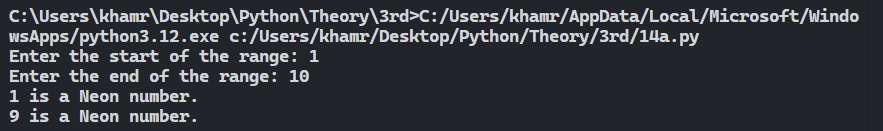 C:\Users\khamr\Desktop\Python\Theory\3rd>C:/Users/khamr/AppData/Local/Microsoft/Windo
wsApps/python3.12.exe c:/Users/khamr/Desktop/Python/Theory/3rd/14a.py
Enter the start of the range: 1
Enter the end of the range: 10
1 is a Neon number.
9 is a Neon number.